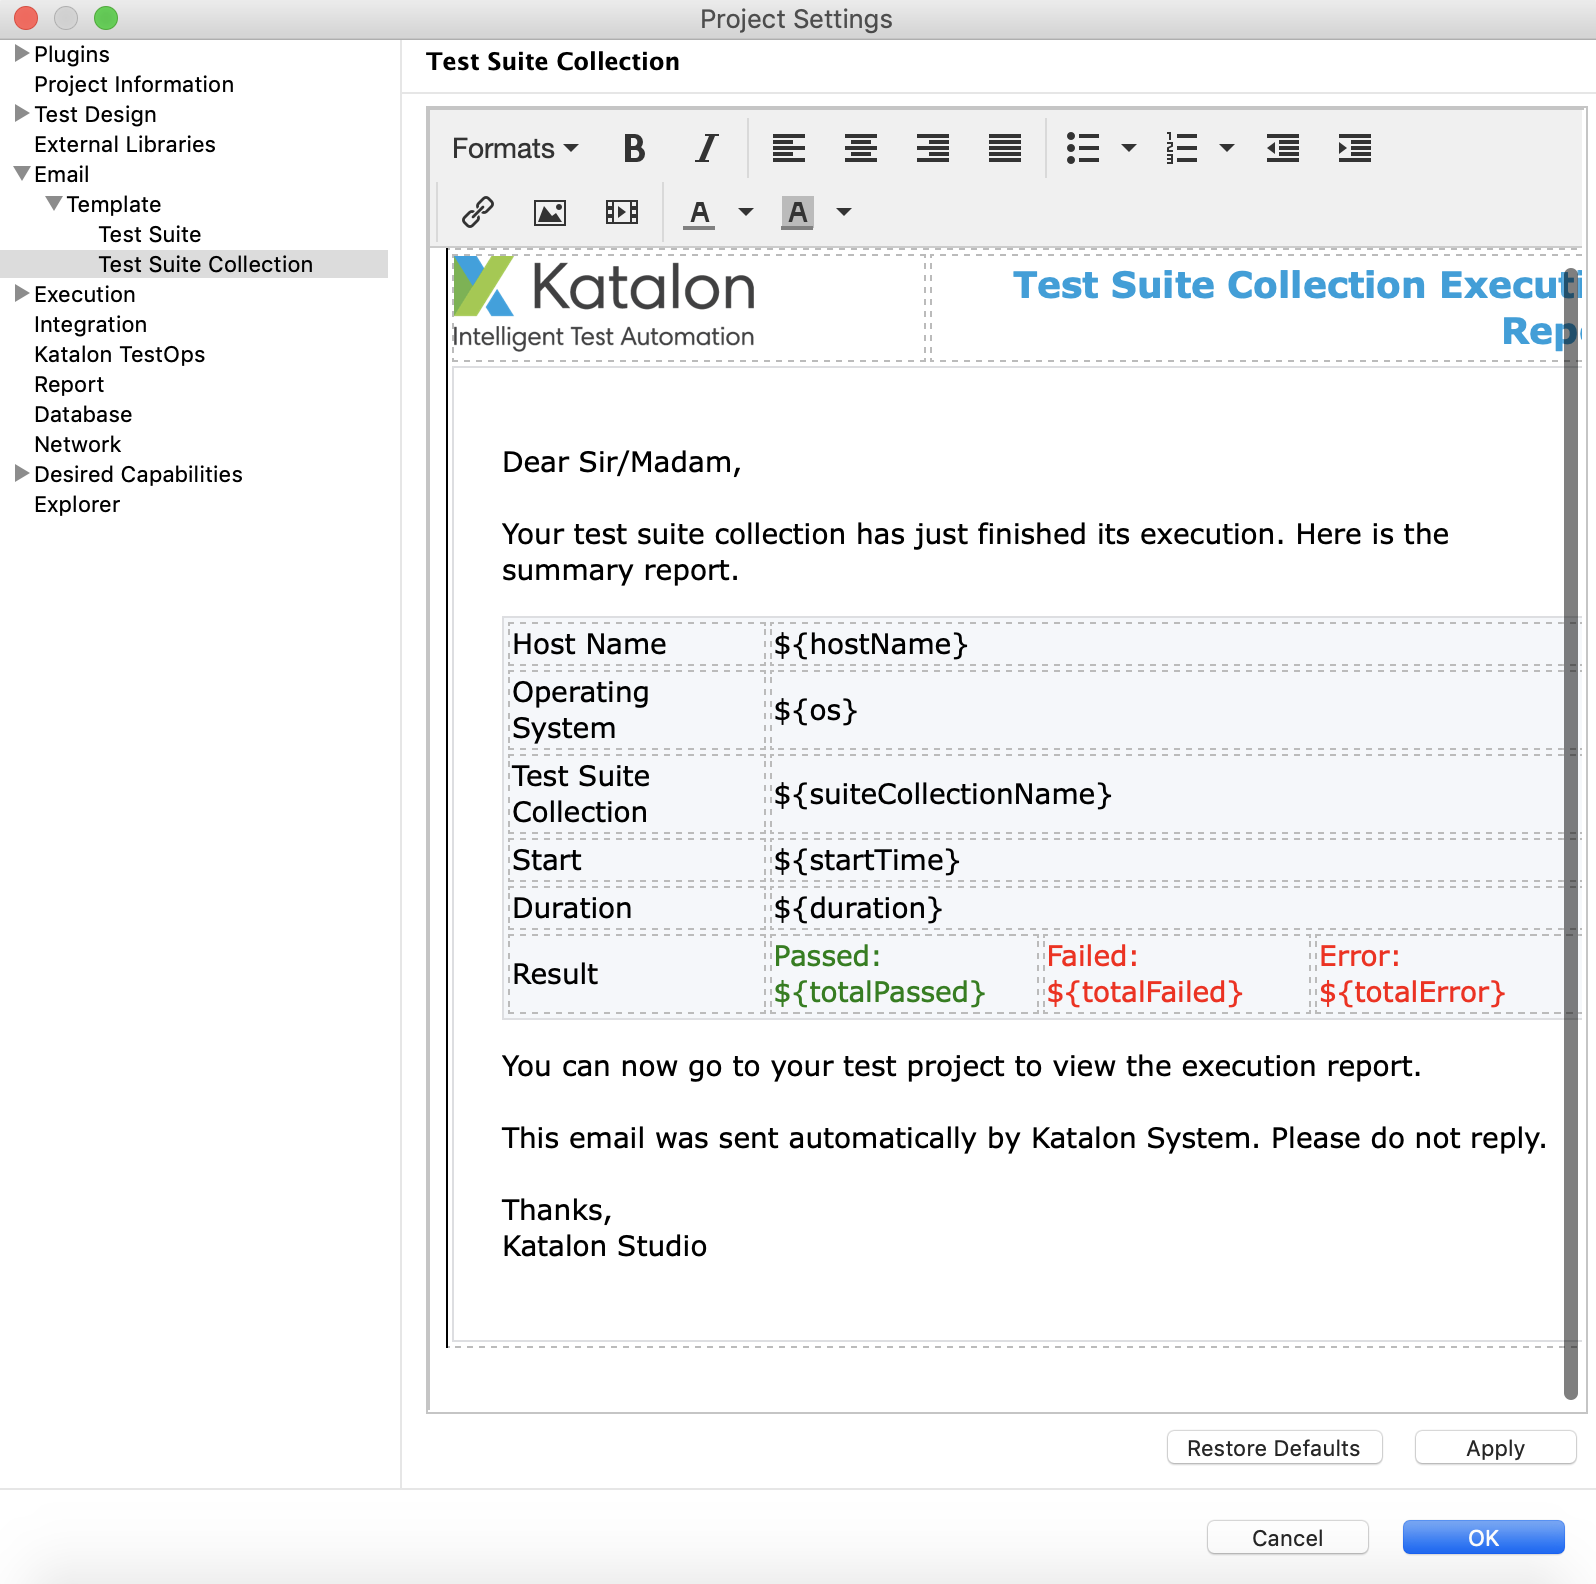 Project Settings
Plugins
Project Information
Test Design
External Libraries
Email
Template
Test Suite
Test Suite Collection
Execution
Integration
Katalon TestOps
Report
Database
Network
Desired Capabilities
Explorer
Test Suite Collection
Formats B I
A A
Katalon
Intelligent Test Automation
Test Suite Collection Executi
Rep
Dear Sir/Madam,
Your test suite collection has just finished its execution. Here is the
summary report.
Host Name ${hostName}
Operating
System ${os}
Test Suite
Collection ${suiteCollectionName}
Start ${startTime}
Duration ${duration}
Result
Passed: Failed: Error:
${totalPassed} ${totalFailed} ${totalError}
You can now go to your test project to view the execution report.
This email was sent automatically by Katalon System. Please do not reply.
Thanks,
Katalon Studio
Restore Defaults Apply
Cancel OK